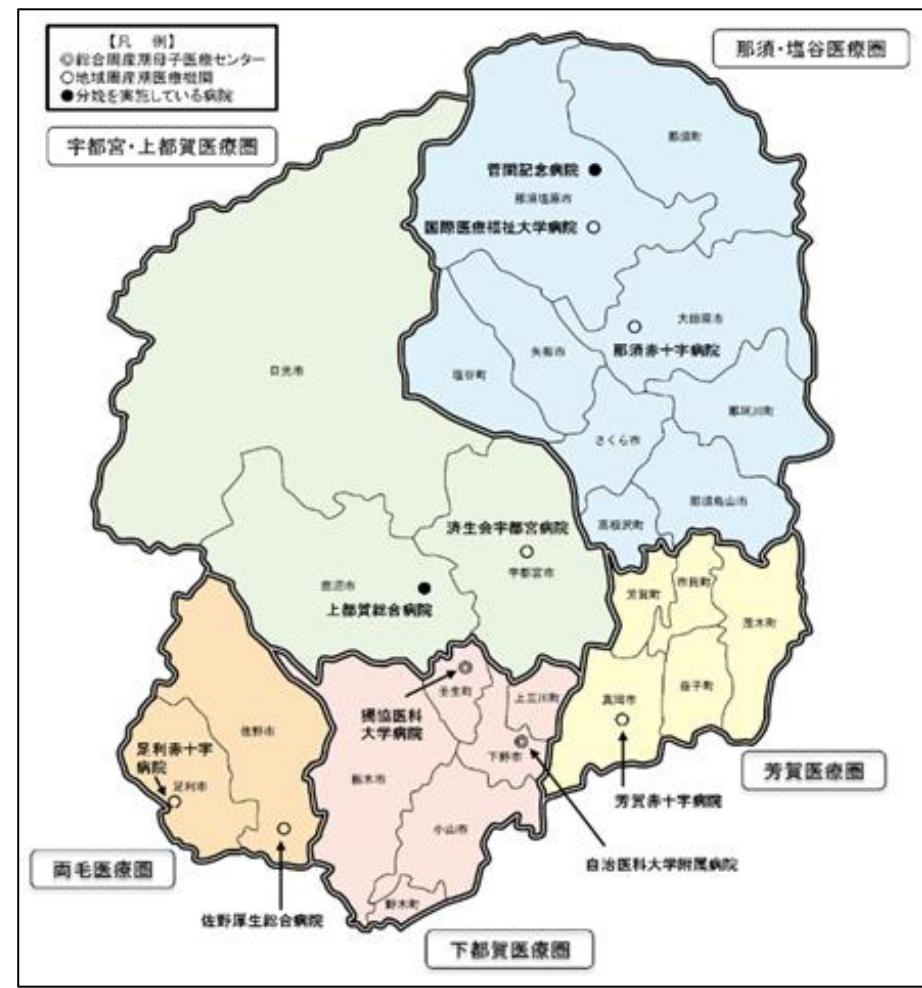 【凡 例】
◎総合周産期母子医療センター
○地域周産期医療機関
●分娩を実施している病院
那須・塩谷医療圏
宇都宮・上都賀医療圏
那須町
菅間記念病院
那須塩原市
国際医療福祉大学病院
大田原市
那須赤十字病院
矢板市
塩谷町
日光市
那珂川町
さくら市
那須烏山市
高根沢町
済生会宇都宮病院
宇都宮市
鹿沼市
上都賀総合病院
芳賀町
市貝町
茂木町
益子町
真岡市
壬生町
上三川町
獨協医科
大学病院
下野市
佐野市
足利赤十字
病院
足利市
栃木市
小山市
芳賀赤十字病院
芳賀医療圏
自治医科大学附属病院
両毛医療圏
野木町
佐野厚生総合病院
下都賀医療圏